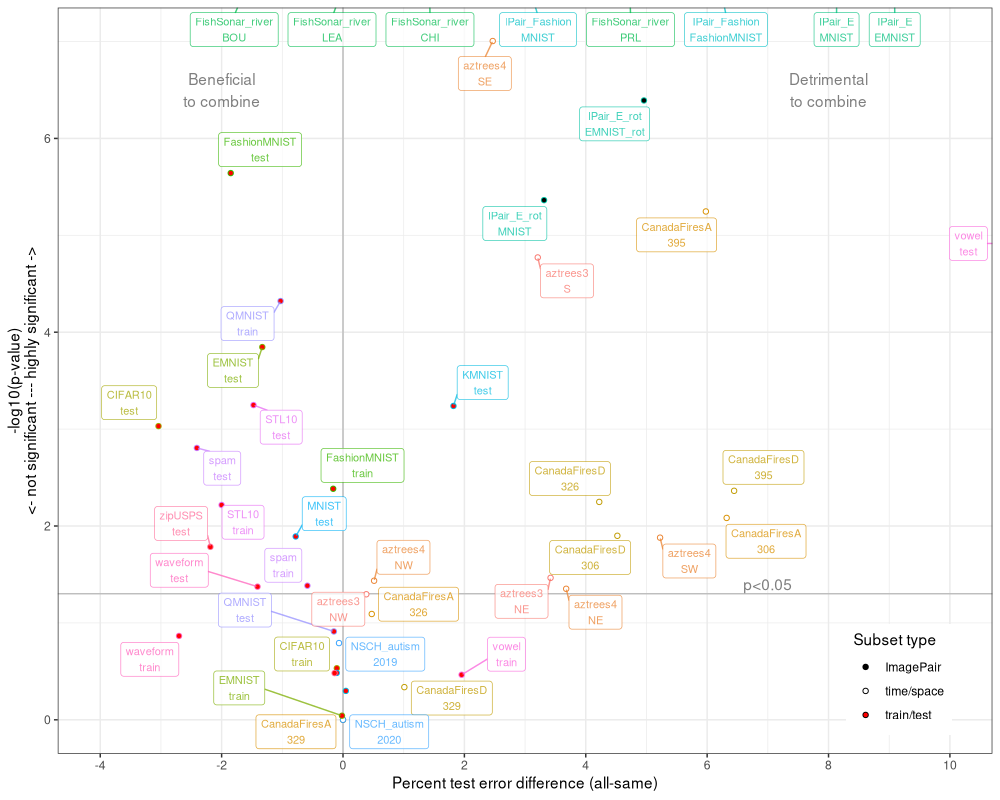 FishSonar_river
BOU
FishSonar_river
LEA
FishSonar_river
CHI
IPair_Fashion
MNIST
FishSonar_river
PRL
IPair_Fashion
FashionMNIST
IPair_E
MNIST
IPair_E
EMNIST
aztrees4
SE
Beneficial
to combine
Detrimental
to combine
IPair_E_rot
EMNIST_rot
6
FashionMNIST
test
IPair_E_rot
MNIST
CanadaFiresA
395
vowel
test
aztrees3
S
QMNIST
train
4
EMNIST
test
KMNIST
test
CIFAR10
test
STL10
test
spam
test
FashionMNIST
train
CanadaFiresD
326
CanadaFiresD
395
zipUSPS
test
STL10
train
MNIST
test
2
CanadaFiresA
306
waveform
test
spam
train
aztrees4
NW
CanadaFiresD
306
aztrees4
SW
p<0.05
QMNIST
test
aztrees3
NW
CanadaFiresA
326
aztrees3
NE
aztrees4
NE
waveform
train
CIFAR10
train
NSCH_autism
2019
vowel
train
EMNIST
train
CanadaFiresD
329
0
CanadaFiresA
329
NSCH_autism
2020
Subset type
ImagePair
time/space
train/test
-4
-2
0
2
4
6
8
10
Percent test error difference (all-same)
-log10(p-value)
<- not significant --- highly significant ->